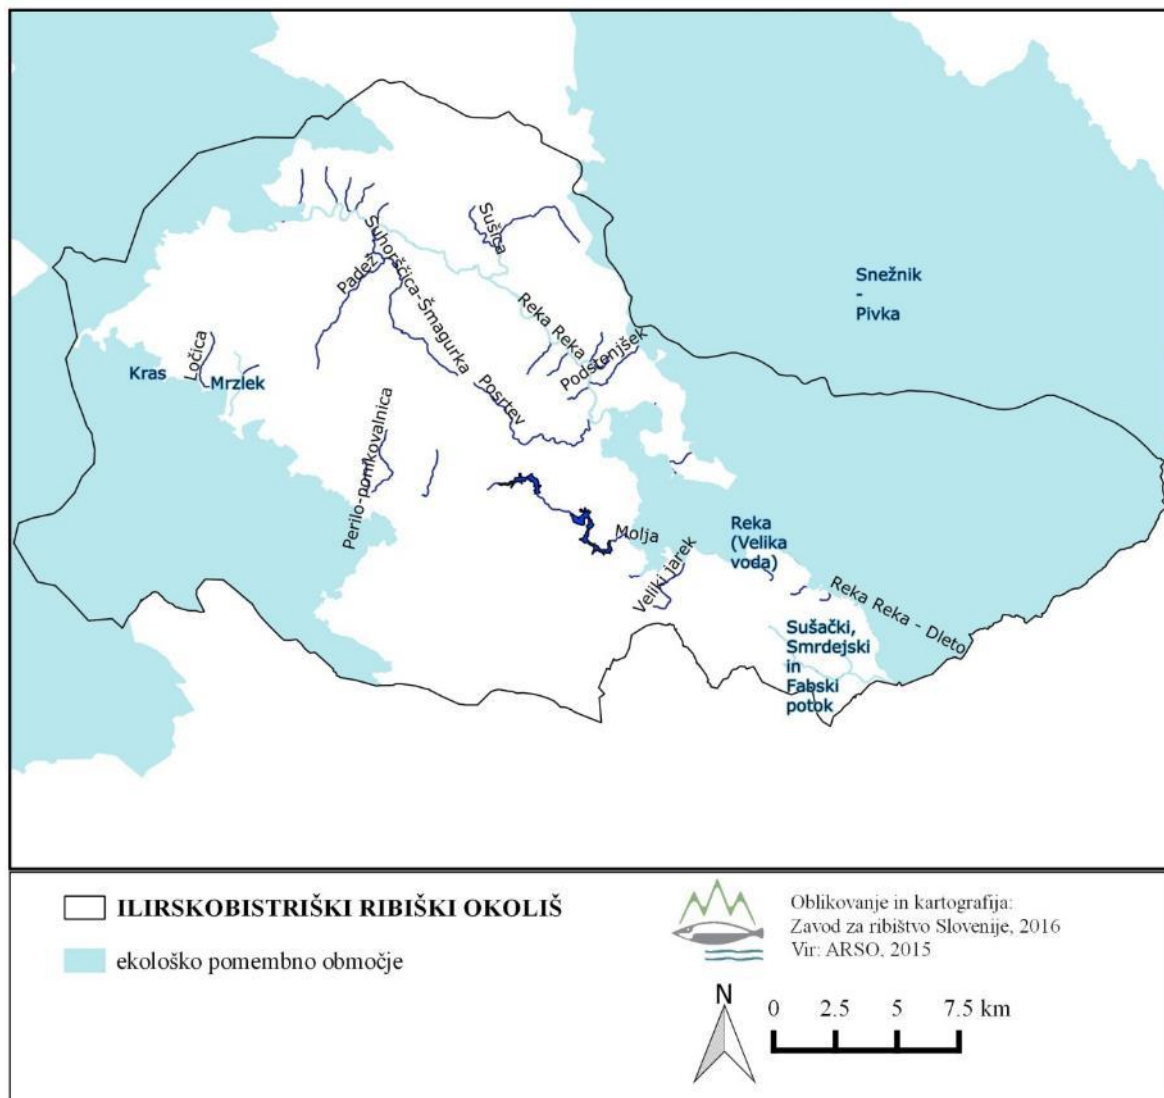 Suhorščica-Šmagurka
Sušica
Padež
Snežnik
-
Pivka
Reka Reka
Podstenjšek
Ločica
Kras
Mrzlek
Posrtev
Perilo-ponikovalnica
Molja
Reka
(Velika
voda)
Veliki jarek
Reka Reka - Dleto
Sušački,
Smrdejski
in
Fabski
potok
ILIRSKOBISTRIŠKI RIBIŠKI OKOLIŠ
ekološko pomembno območje
Oblikovanje in kartografija:
Zavod za ribištvo Slovenije, 2016
Vir: ARSO, 2015
N
0 2.5 5 7.5 km